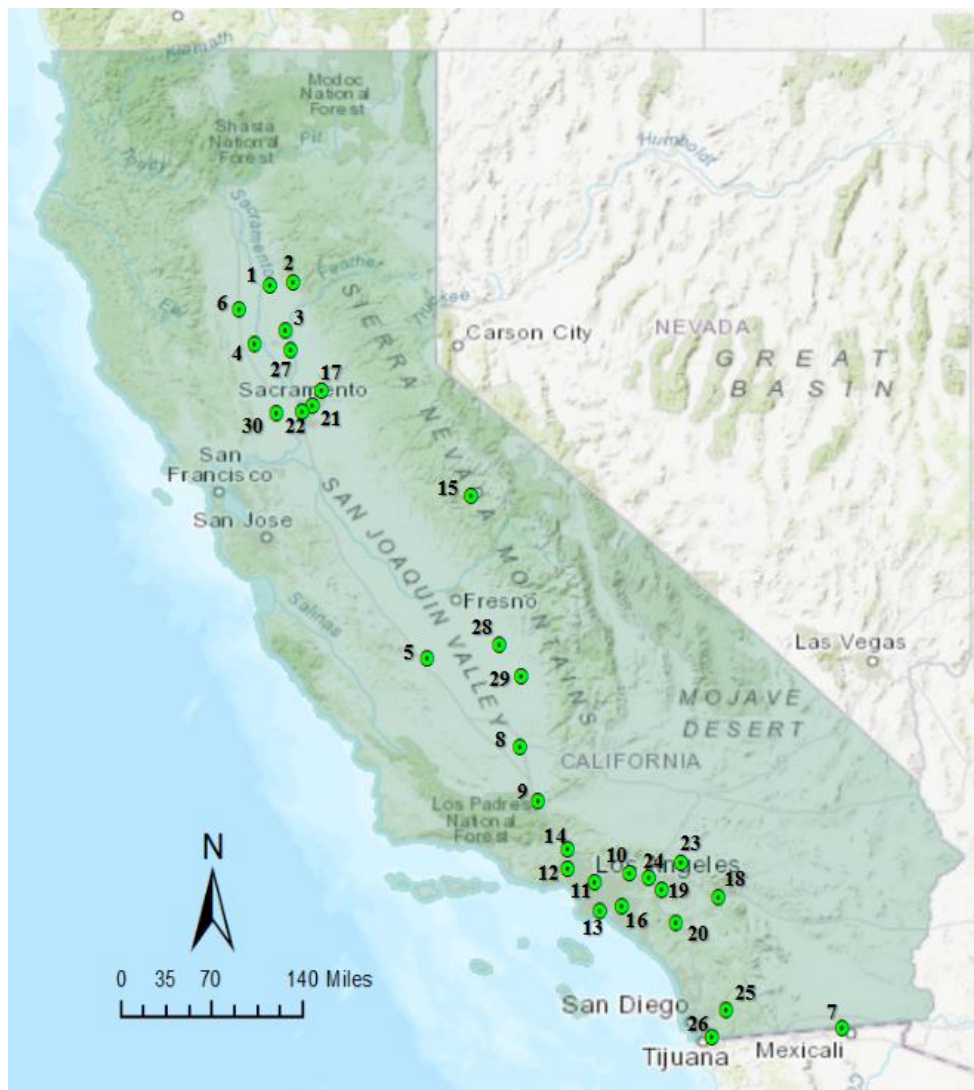 Klamath
Modoc
National
Forest
Shasta
National
Forest
Pit
Trinity
Humboldt
Sacramento
1
2
Feather
Truckee
6
Eel
3
SIERRA NEVADA MOUNTAINS
Carson City
NEVADA
GREAT
BASIN
4
27
17
Sacramento
30
22
21
San
Francisco
15
San Jose
SAN JOAQUIN VALLEY
Salinas
Fresno
28
5
Las Vegas
29
MOJAVE
DESERT
8
CALIFORNIA
9
Los Padres
National
Forest
N
14
10
23
Los Angeles
24
12
11
18
19
13
16
20
0 35 70 140 Miles
San Diego
25
7
26
Tijuana
Mexicali